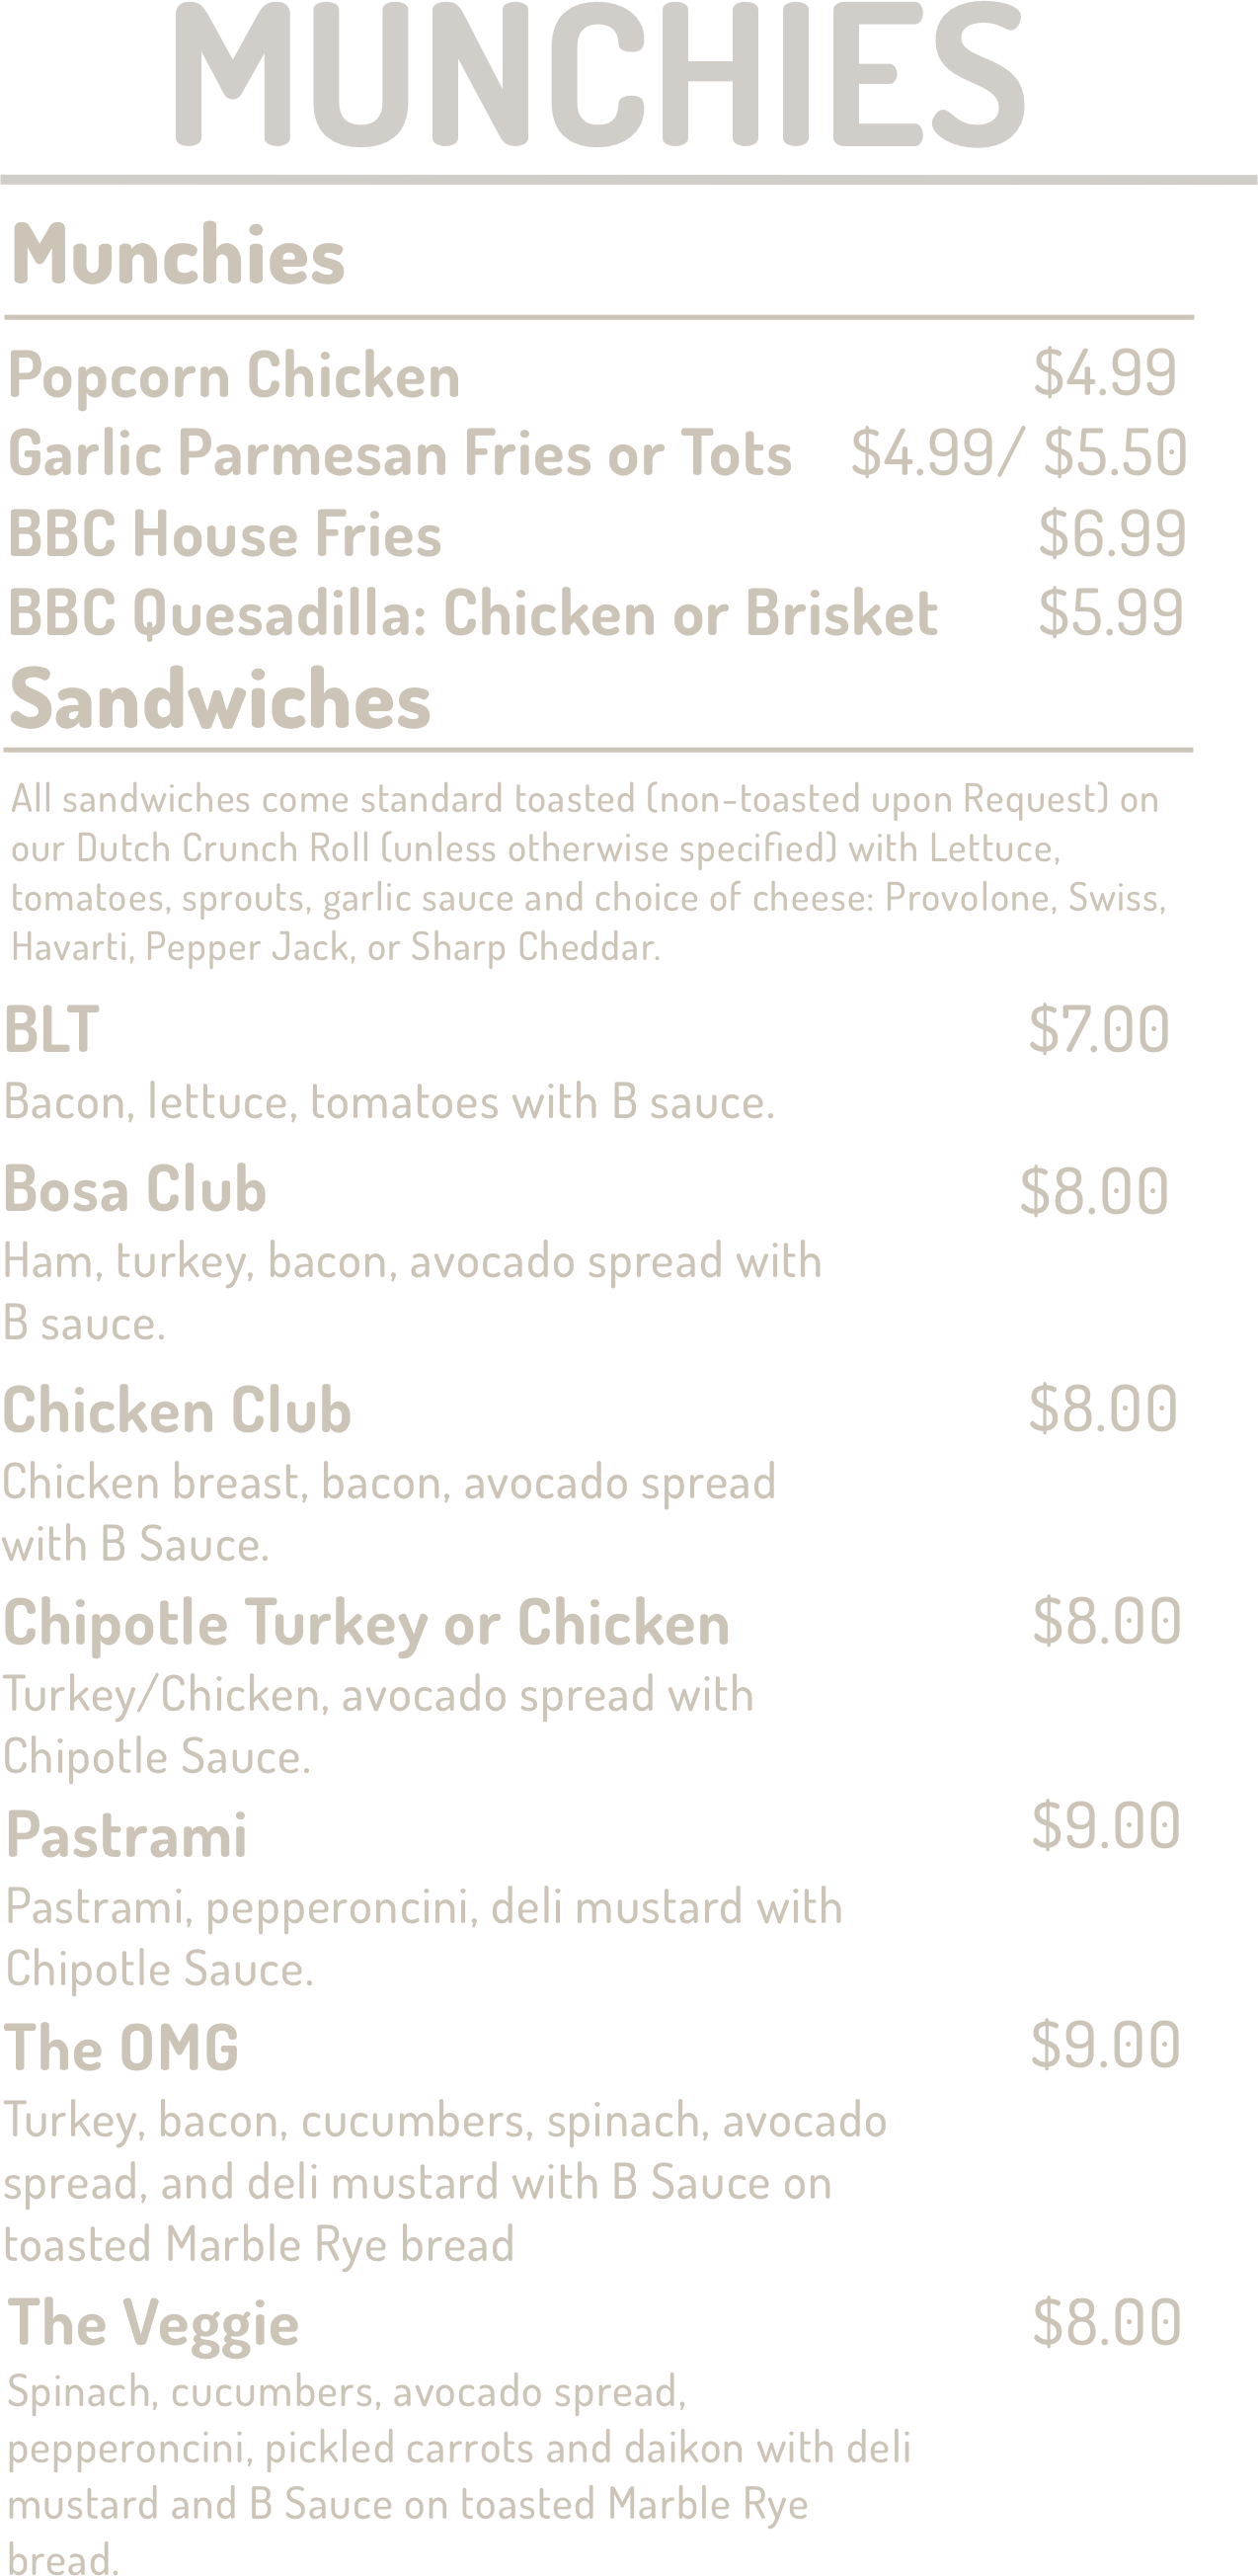 MUNCHIES
Munchies
Popcorn Chicken $4.99
Garlic Parmesan Fries or Tots $4.99/ $5.50
BBC House Fries $6.99
BBC Quesadilla: Chicken or Brisket $5.99
Sandwiches
All sandwiches come standard toasted (non-toasted upon Request) on
our Dutch Crunch Roll (unless otherwise specified) with Lettuce,
tomatoes, sprouts, garlic sauce and choice of cheese: Provolone, Swiss,
Havarti, Pepper Jack, or Sharp Cheddar.
BLT $7.00
Bacon, lettuce, tomatoes with B sauce.
Bosa Club $8.00
Ham, turkey, bacon, avocado spread with
B sauce.
Chicken Club $8.00
Chicken breast, bacon, avocado spread
with B Sauce.
Chipotle Turkey or Chicken $8.00
Turkey/Chicken, avocado spread with
Chipotle Sauce.
Pastrami $9.00
Pastrami, pepperoncini, deli mustard with
Chipotle Sauce.
The OMG $9.00
Turkey, bacon, cucumbers, spinach, avocado
spread, and deli mustard with B Sauce on
toasted Marble Rye bread
The Veggie $8.00
Spinach, cucumbers, avocado spread,
pepperoncini, pickled carrots and daikon with deli
mustard and B Sauce on toasted Marble Rye
bread.